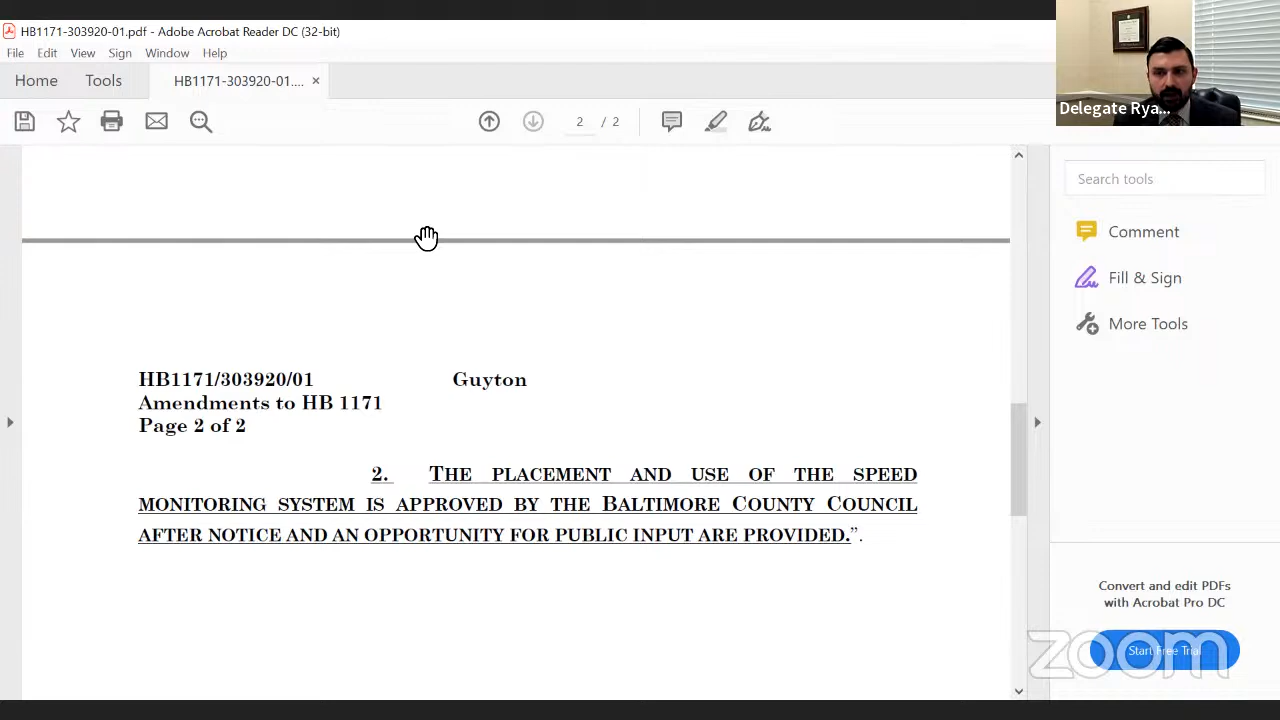 HB1171-303920-01.pdf - Adobe Acrobat Reader DC (32-bit)
File Edit View Sign Window Help
Home Tools HB1171-303920-01.... ×
2 / 2
Delegate Rya...
Search tools
Comment
Fill & Sign
More Tools
HB1171/303920/01 Guyton
Amendments to HB 1171
Page 2 of 2
2. THE PLACEMENT AND USE OF THE SPEED
MONITORING SYSTEM IS APPROVED BY THE BALTIMORE COUNTY COUNCIL
AFTER NOTICE AND AN OPPORTUNITY FOR PUBLIC INPUT ARE PROVIDED.”.
Convert and edit PDFs
with Acrobat Pro DC
Start Free Trial
zoom